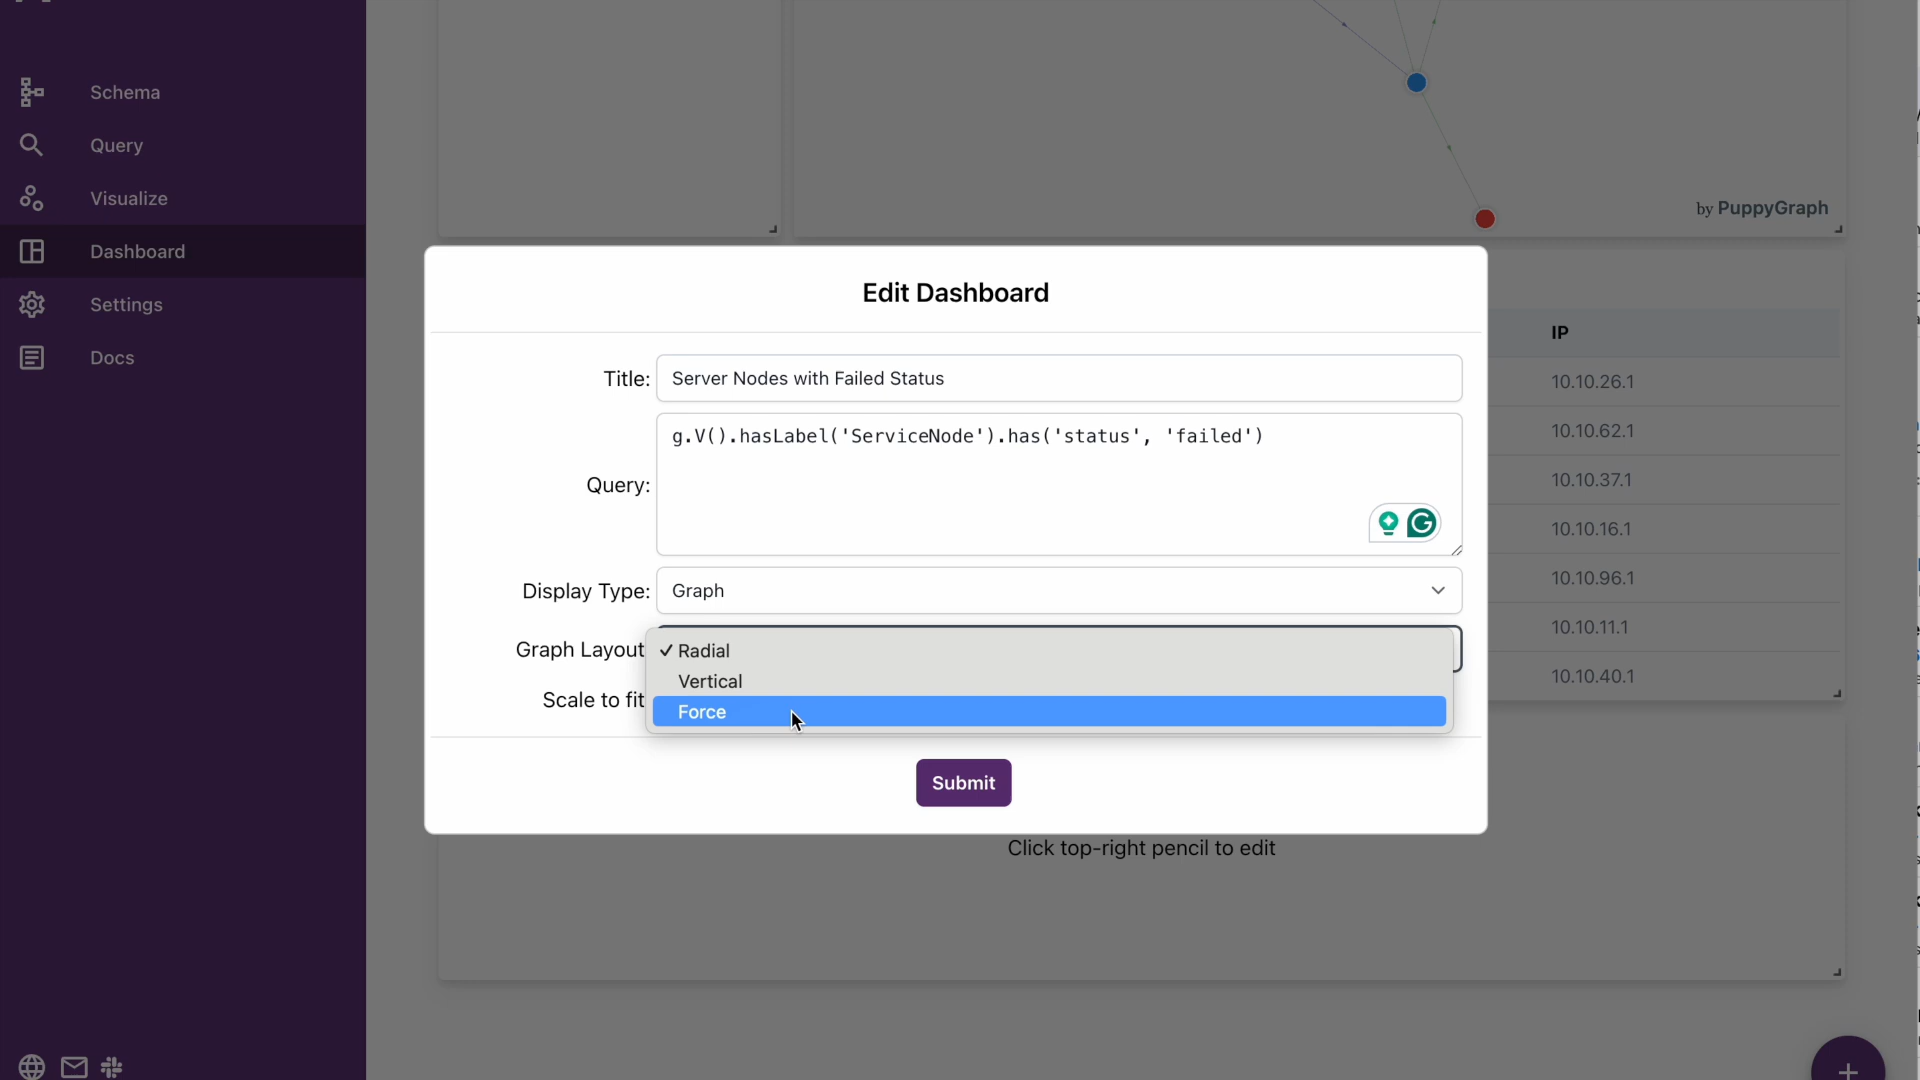 Schema
Query
Visualize
Dashboard
Settings
Docs
by PuppyGraph
Edit Dashboard
Title: Server Nodes with Failed Status
Query: g.V().hasLabel('ServiceNode').has('status', 'failed')
Display Type: Graph
Graph Layout
✓ Radial
Vertical
Force
Scale to fit
Submit
IP
10.10.26.1
10.10.62.1
10.10.37.1
10.10.16.1
10.10.96.1
10.10.11.1
10.10.40.1
Click top-right pencil to edit